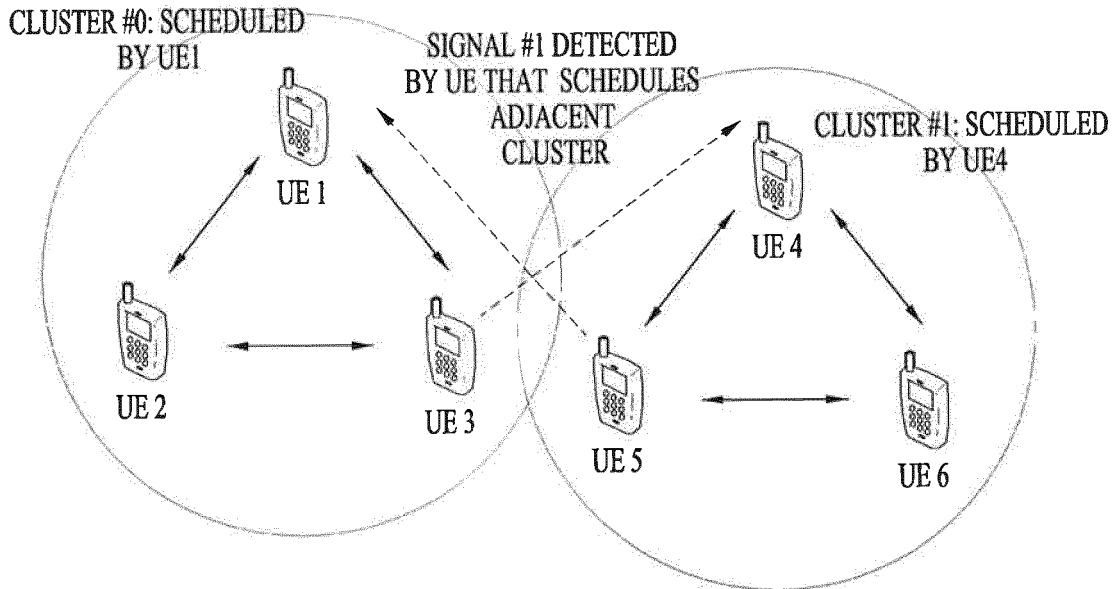 CLUSTER #0: SCHEDULED
BY UE1
SIGNAL #1 DETECTED
BY UE THAT SCHEDULES
ADJACENT
CLUSTER
CLUSTER #1: SCHEDULED
BY UE4
UE 1
UE 4
UE 2
UE 3
UE 5
UE 6